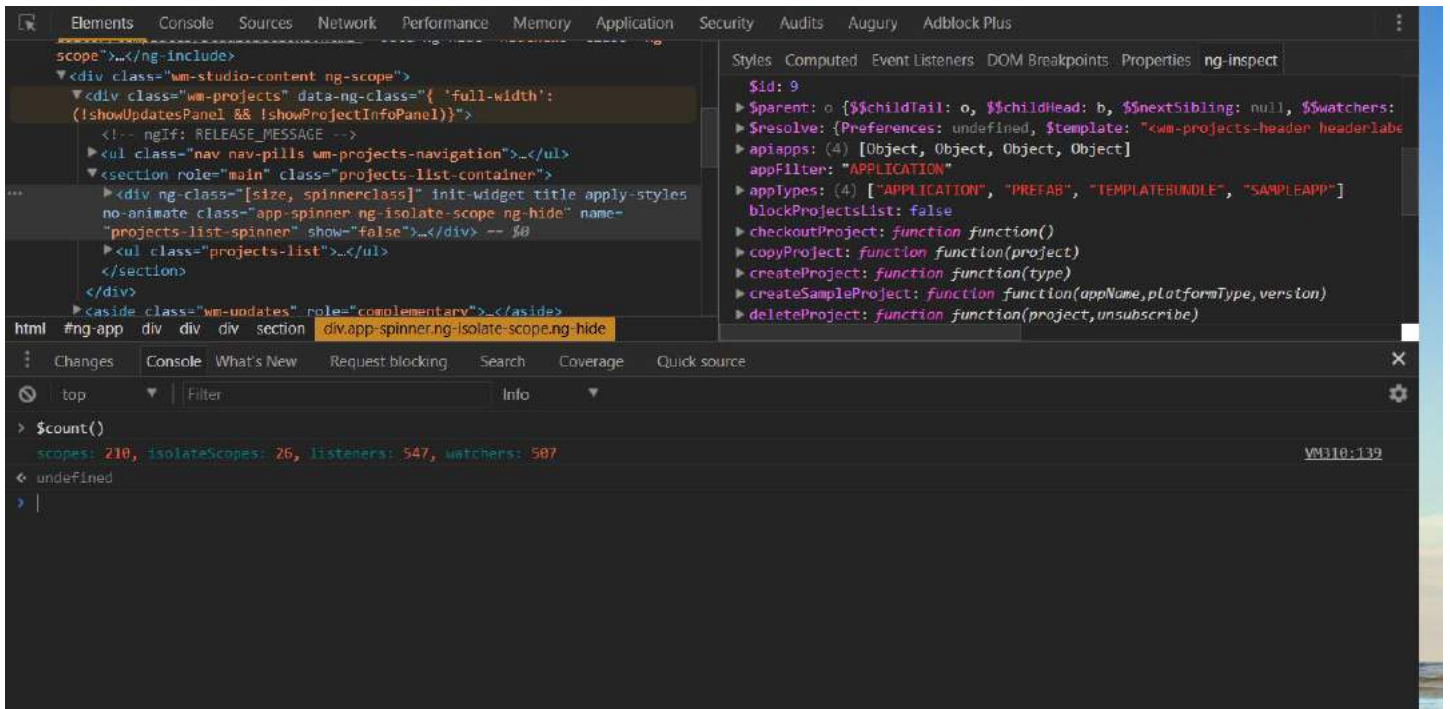 Elements Console Sources Network Performance Memory Application Security Audits Augury Adblock Plus
scope">…</ng-include>
▼<div class="wm-studio-content ng-scope">
▼<div class="wm-projects" data-ng-class="{ 'full-width':
(!showUpdatesPanel && !showProjectInfoPanel)}">
<!-- ngIf: RELEASE_MESSAGE -->
▶<ul class="nav nav-pills wm-projects-navigation">…</ul>
▼<section role="main" class="projects-list-container">
▶<div ng-class="[size, spinnerclass]" init-widget title apply-styles
no-animate class="app-spinner ng-isolate-scope ng-hide" name=
"projects-list-spinner" show="false">…</div> == $0
▶<ul class="projects-list">…</ul>
</section>
</div>
▶<aside class="wm-updates" role="complementary">…</aside>
html #ng-app div div div section div.app-spinner.ng-isolate-scope.ng-hide
Styles Computed Event Listeners DOM Breakpoints Properties ng-inspect
$id: 9
▶ $parent: o {$$childTail: o, $$childHead: b, $$nextSibling: null, $$watchers:
▶ $resolve: {Preferences: undefined, $template: "<wm-projects-header headerlabe
▶ apiapps: (4) [Object, Object, Object, Object]
appFilter: "APPLICATION"
▶ appTypes: (4) ["APPLICATION", "PREFAB", "TEMPLATEBUNDLE", "SAMPLEAPP"]
blockProjectsList: false
▶ checkoutProject: function function()
▶ copyProject: function function(project)
▶ createProject: function function(type)
▶ createSampleProject: function function(appName,platformType,version)
▶ deleteProject: function function(project,unsubscribe)
Changes Console What's New Request blocking Search Coverage Quick source
top ▼ Filter Info ▼
> $count()
scopes: 210, isolateScopes: 26, listeners: 547, watchers: 507 VM310:139
undefined
>